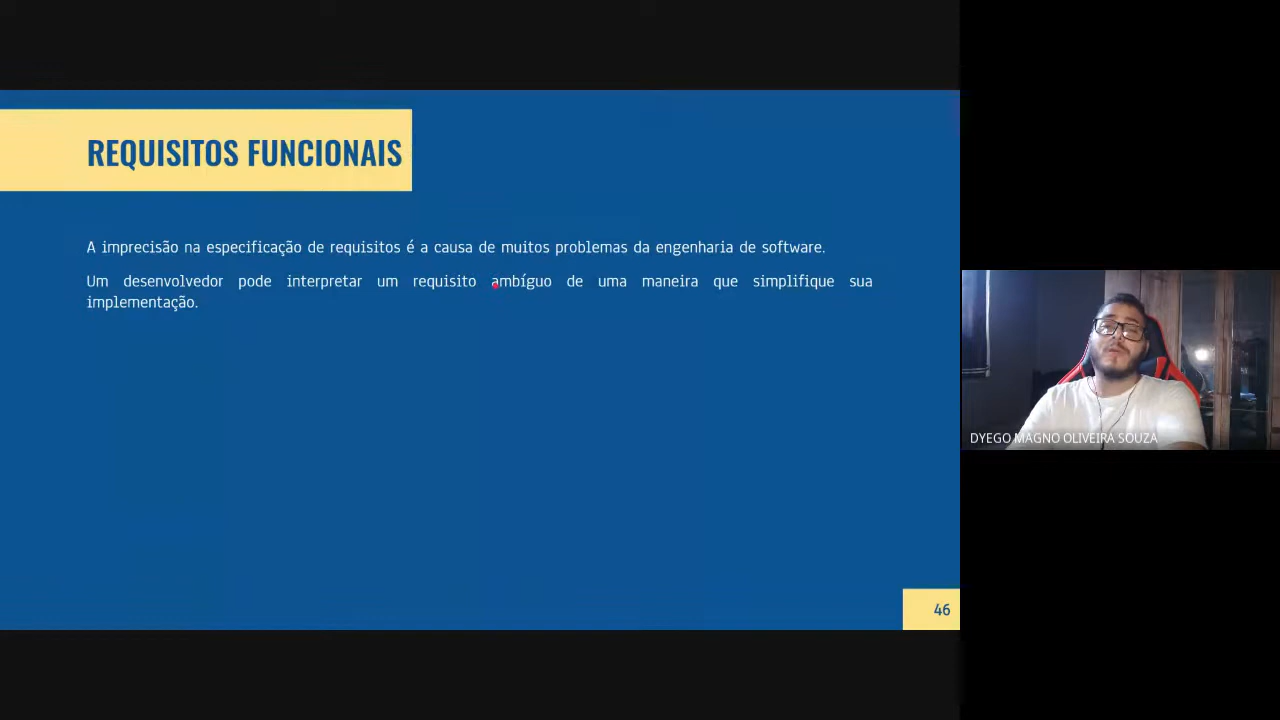 REQUISITOS FUNCIONAIS
A imprecisão na especificação de requisitos é a causa de muitos problemas da engenharia de software.
Um desenvolvedor pode interpretar um requisito ambíguo de uma maneira que simplifique sua
implementação.
46
DYEGO MAGNO OLIVEIRA SOUZA